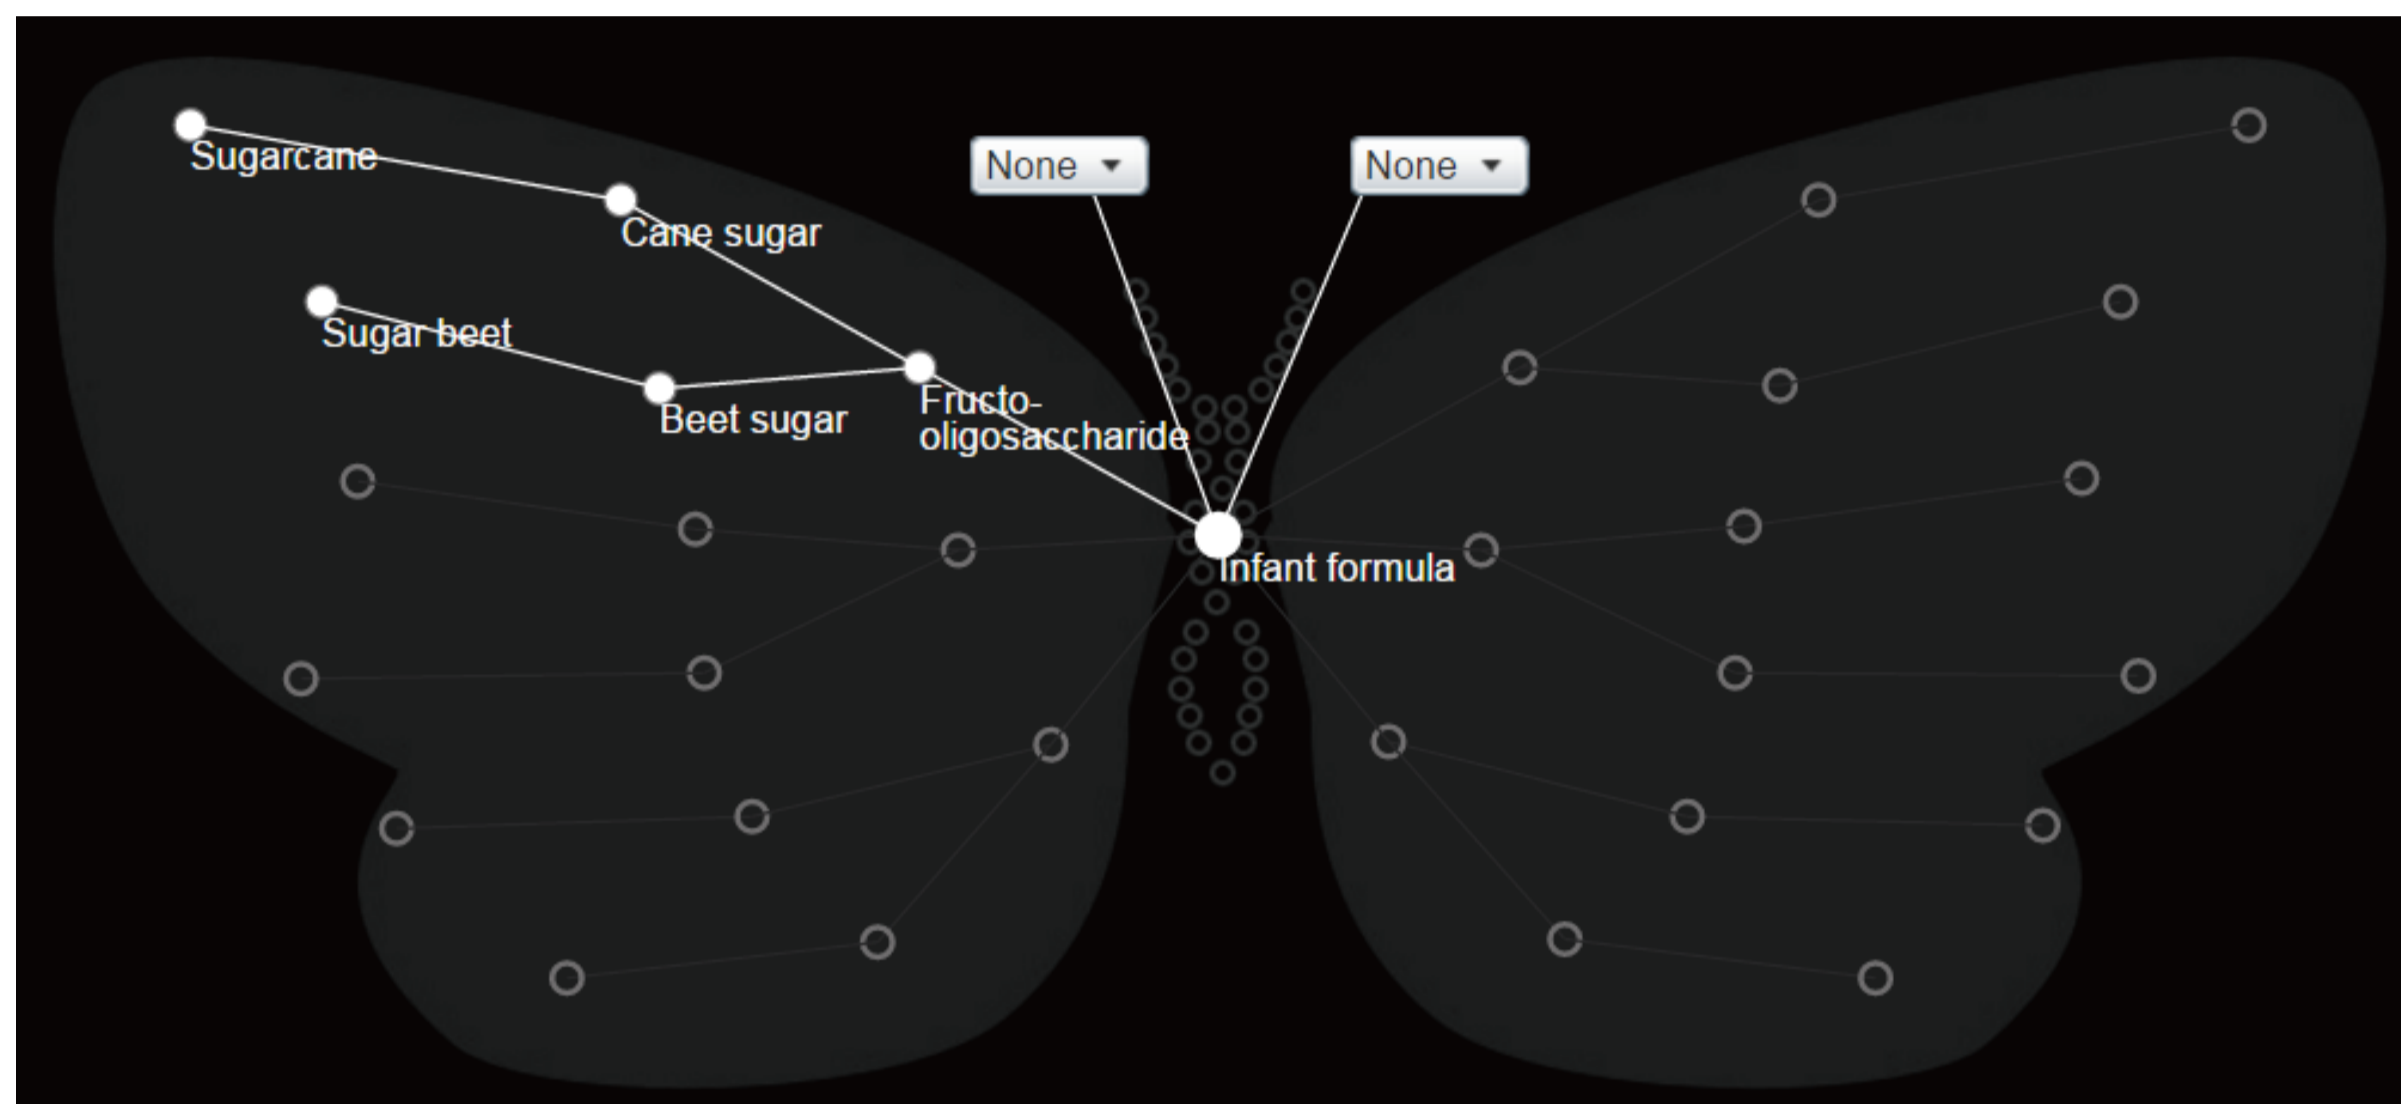 None
None
Sugarcane
Cane sugar
Sugar beet
Beet sugar
Fructo-
oligosaccharide
Infant formula